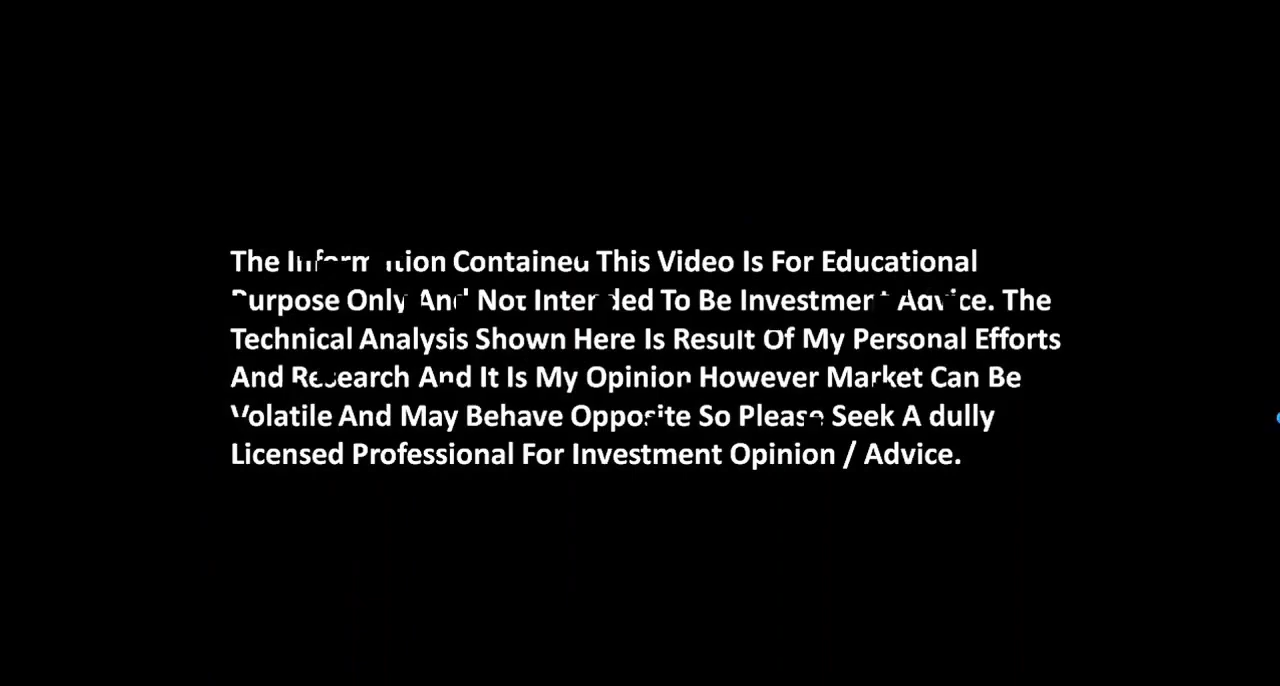 The Information Contained This Video Is For Educational
Purpose Only And Not Intended To Be Investment Advice. The
Technical Analysis Shown Here Is Result Of My Personal Efforts
And Research And It Is My Opinion However Market Can Be
Volatile And May Behave Opposite So Please Seek A dully
Licensed Professional For Investment Opinion / Advice.